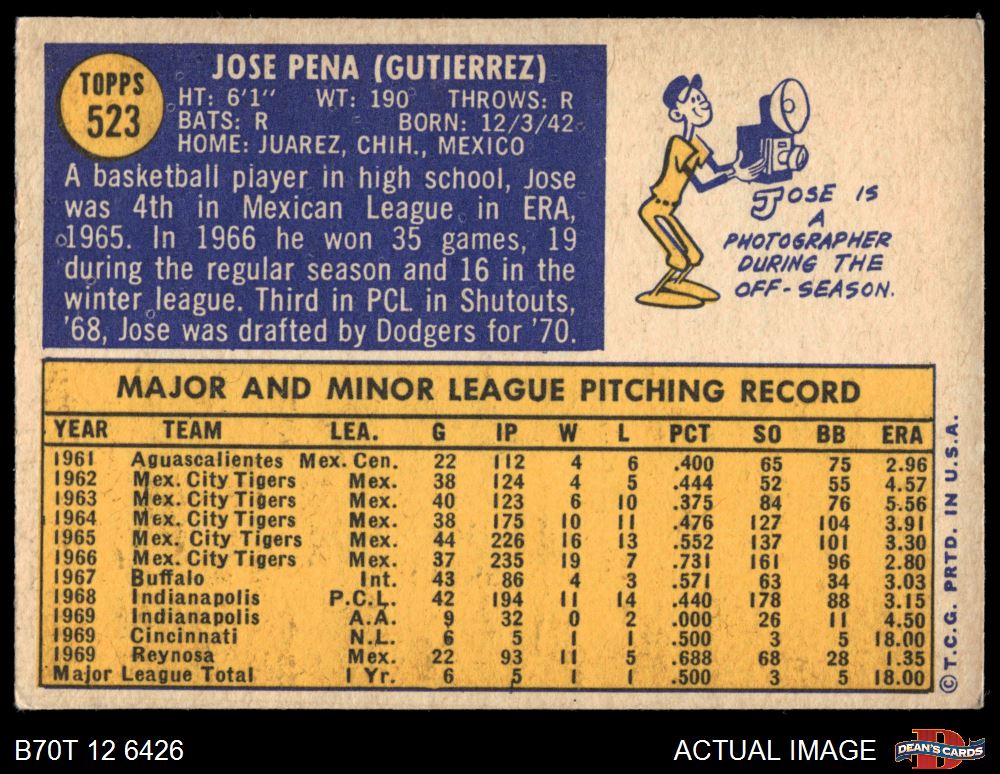 TOPPS
523
JOSE PENA (GUTIERREZ)
HT: 6'1" WT: 190 THROWS: R
BATS: R BORN: 12/3/42
HOME: JUAREZ, CHIH., MEXICO
A basketball player in high school, Jose
was 4th in Mexican League in ERA,
1965. In 1966 he won 35 games, 19
during the regular season and 16 in the
winter league. Third in PCL in Shutouts,
'68, Jose was drafted by Dodgers for '70.
JOSE IS
A
PHOTOGRAPHER
DURING THE
OFF-SEASON.
MAJOR AND MINOR LEAGUE PITCHING RECORD
YEAR TEAM LEA. G IP W L PCT SO BB ERA
1961 Aguascalientes Mex. Cen. 22 112 4 6 .400 65 75 2.96
1962 Mex. City Tigers Mex. 38 124 4 5 .444 52 55 4.57
1963 Mex. City Tigers Mex. 40 123 6 10 .375 84 76 5.56
1964 Mex. City Tigers Mex. 38 175 10 11 .476 127 104 3.91
1965 Mex. City Tigers Mex. 44 226 16 13 .552 137 101 3.30
1966 Mex. City Tigers Mex. 37 235 19 7 .731 161 96 2.80
1967 Buffalo Int. 43 86 4 3 .571 63 34 3.03
1968 Indianapolis P.C.L. 42 194 11 14 .440 178 88 3.15
1969 Indianapolis A.A. 9 32 0 2 .000 26 11 4.50
1969 Cincinnati N.L. 6 5 1 1 .500 3 5 18.00
1969 Reynosa Mex. 22 93 11 5 .688 68 28 1.35
Major League Total 1 Yr. 6 5 1 1 .500 3 5 18.00
©T.C.G. PRTD. IN U.S.A.
B70T 12 6426
ACTUAL IMAGE
D
DEAN'S CARDS